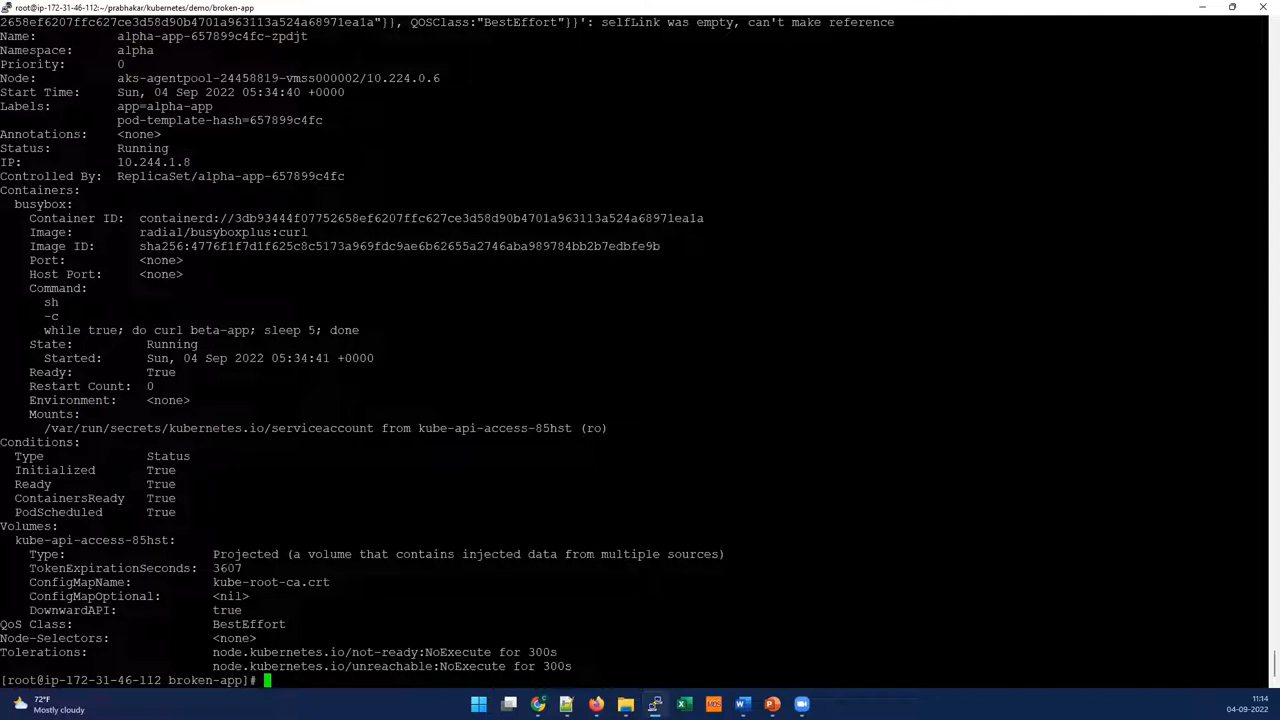 root@ip-172-31-46-112:~/prabhakar/kubernetes/demo/broken-app
2658ef6207ffc627ce3d58d90b4701a963113a524a68971ea1a"}}, QOSClass:"BestEffort"}}': selfLink was empty, can't make reference
Name:         alpha-app-657899c4fc-zpdjt
Namespace:    alpha
Priority:     0
Node:         aks-agentpool-24458819-vmss000002/10.224.0.6
Start Time:   Sun, 04 Sep 2022 05:34:40 +0000
Labels:       app=alpha-app
              pod-template-hash=657899c4fc
Annotations:  <none>
Status:       Running
IP:           10.244.1.8
Controlled By:  ReplicaSet/alpha-app-657899c4fc
Containers:
  busybox:
    Container ID:  containerd://3db93444f07752658ef6207ffc627ce3d58d90b4701a963113a524a68971ea1a
    Image:         radial/busyboxplus:curl
    Image ID:      sha256:4776f1f7d1f625c8c5173a969fdc9ae6b62655a2746aba989784bb2b7edbfe9b
    Port:          <none>
    Host Port:     <none>
    Command:
      sh
      -c
      while true; do curl beta-app; sleep 5; done
    State:          Running
      Started:      Sun, 04 Sep 2022 05:34:41 +0000
    Ready:          True
    Restart Count:  0
    Environment:    <none>
    Mounts:
      /var/run/secrets/kubernetes.io/serviceaccount from kube-api-access-85hst (ro)
Conditions:
  Type              Status
  Initialized       True
  Ready             True
  ContainersReady   True
  PodScheduled      True
Volumes:
  kube-api-access-85hst:
    Type:                    Projected (a volume that contains injected data from multiple sources)
    TokenExpirationSeconds:  3607
    ConfigMapName:           kube-root-ca.crt
    ConfigMapOptional:       <nil>
    DownwardAPI:             true
QoS Class:                   BestEffort
Node-Selectors:              <none>
Tolerations:                 node.kubernetes.io/not-ready:NoExecute for 300s
                             node.kubernetes.io/unreachable:NoExecute for 300s
[root@ip-172-31-46-112 broken-app]#
72°F
Mostly cloudy
11:14
04-09-2022